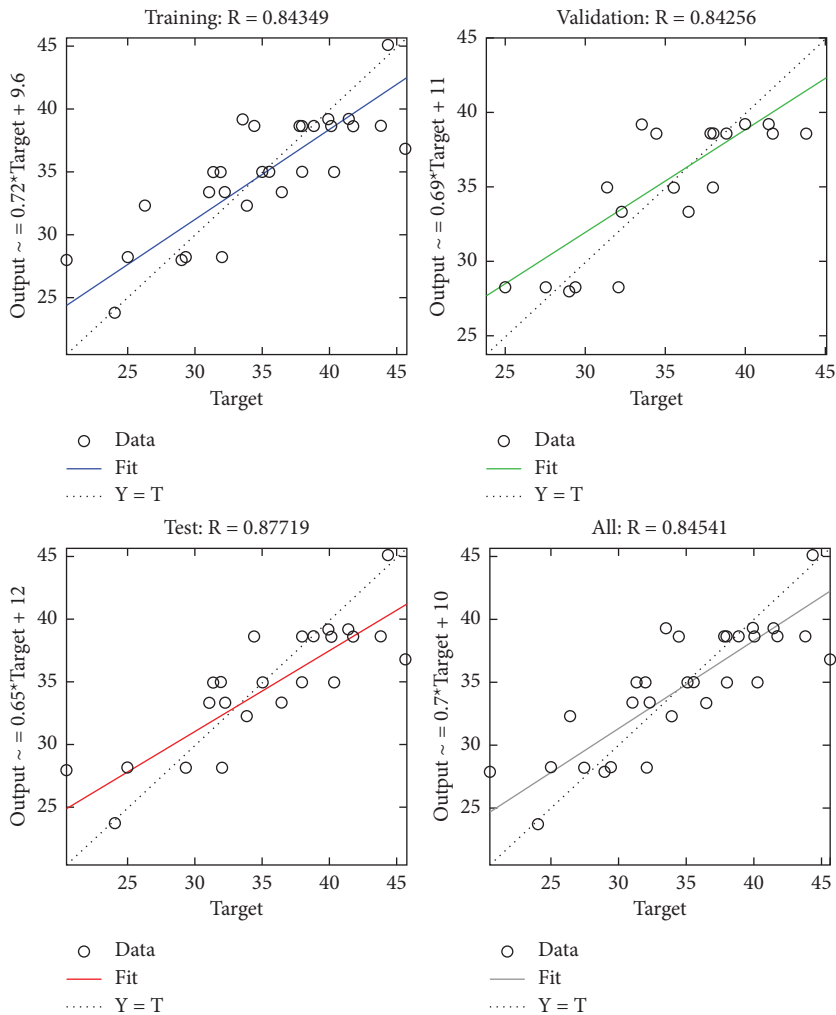 Training: R = 0.84349
Output ~ = 0.72*Target + 9.6
45
40
35
30
25
25 30 35 40 45
Target
Data
Fit
Y = T
Validation: R = 0.84256
Output ~ = 0.69*Target + 11
45
40
35
30
25
25 30 35 40 45
Target
Data
Fit
Y = T
Test: R = 0.87719
Output ~ = 0.65*Target + 12
45
40
35
30
25
25 30 35 40 45
Target
Data
Fit
Y = T
All: R = 0.84541
Output ~ = 0.7*Target + 10
45
40
35
30
25
25 30 35 40 45
Target
Data
Fit
Y = T